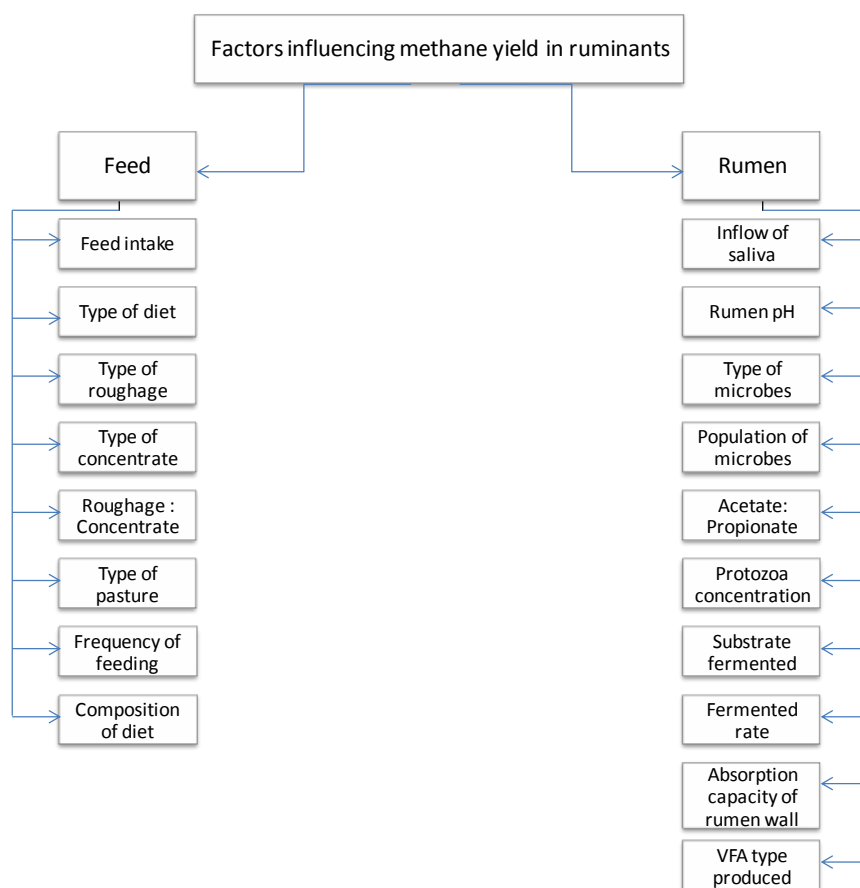 Factors influencing methane yield in ruminants
Feed
Feed intake
Type of diet
Type of
roughage
Type of
concentrate
Roughage :
Concentrate
Type of
pasture
Frequency of
feeding
Composition
of diet
Rumen
Inflow of
saliva
Rumen pH
Type of
microbes
Population of
microbes
Acetate:
Propionate
Protozoa
concentration
Substrate
fermented
Fermented
rate
Absorption
capacity of
rumen wall
VFA type
produced